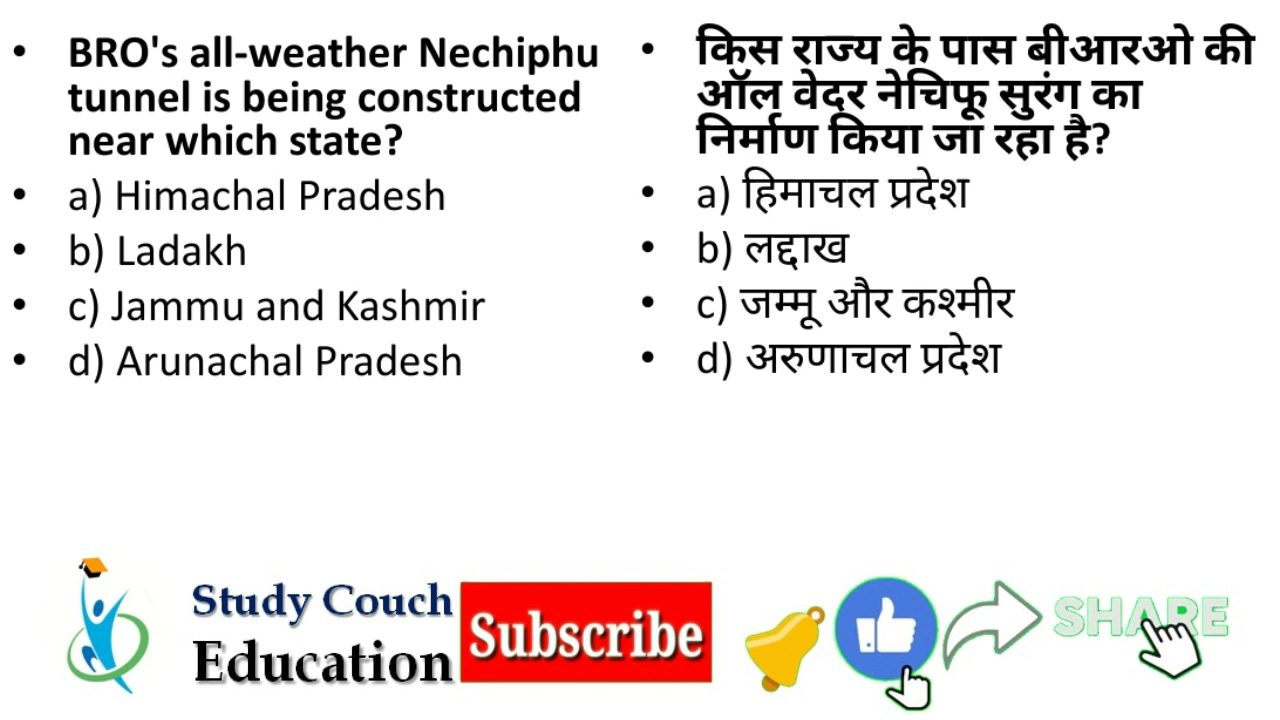 • BRO's all-weather Nechiphu
tunnel is being constructed
near which state?
• a) Himachal Pradesh
• b) Ladakh
• c) Jammu and Kashmir
• d) Arunachal Pradesh
• किस राज्य के पास बीआरओ की
ऑल वेदर नेचिफू सुरंग का
निर्माण किया जा रहा है?
• a) हिमाचल प्रदेश
• b) लद्दाख
• c) जम्मू और कश्मीर
• d) अरुणाचल प्रदेश
Study Couch
Education
Subscribe
SHARE